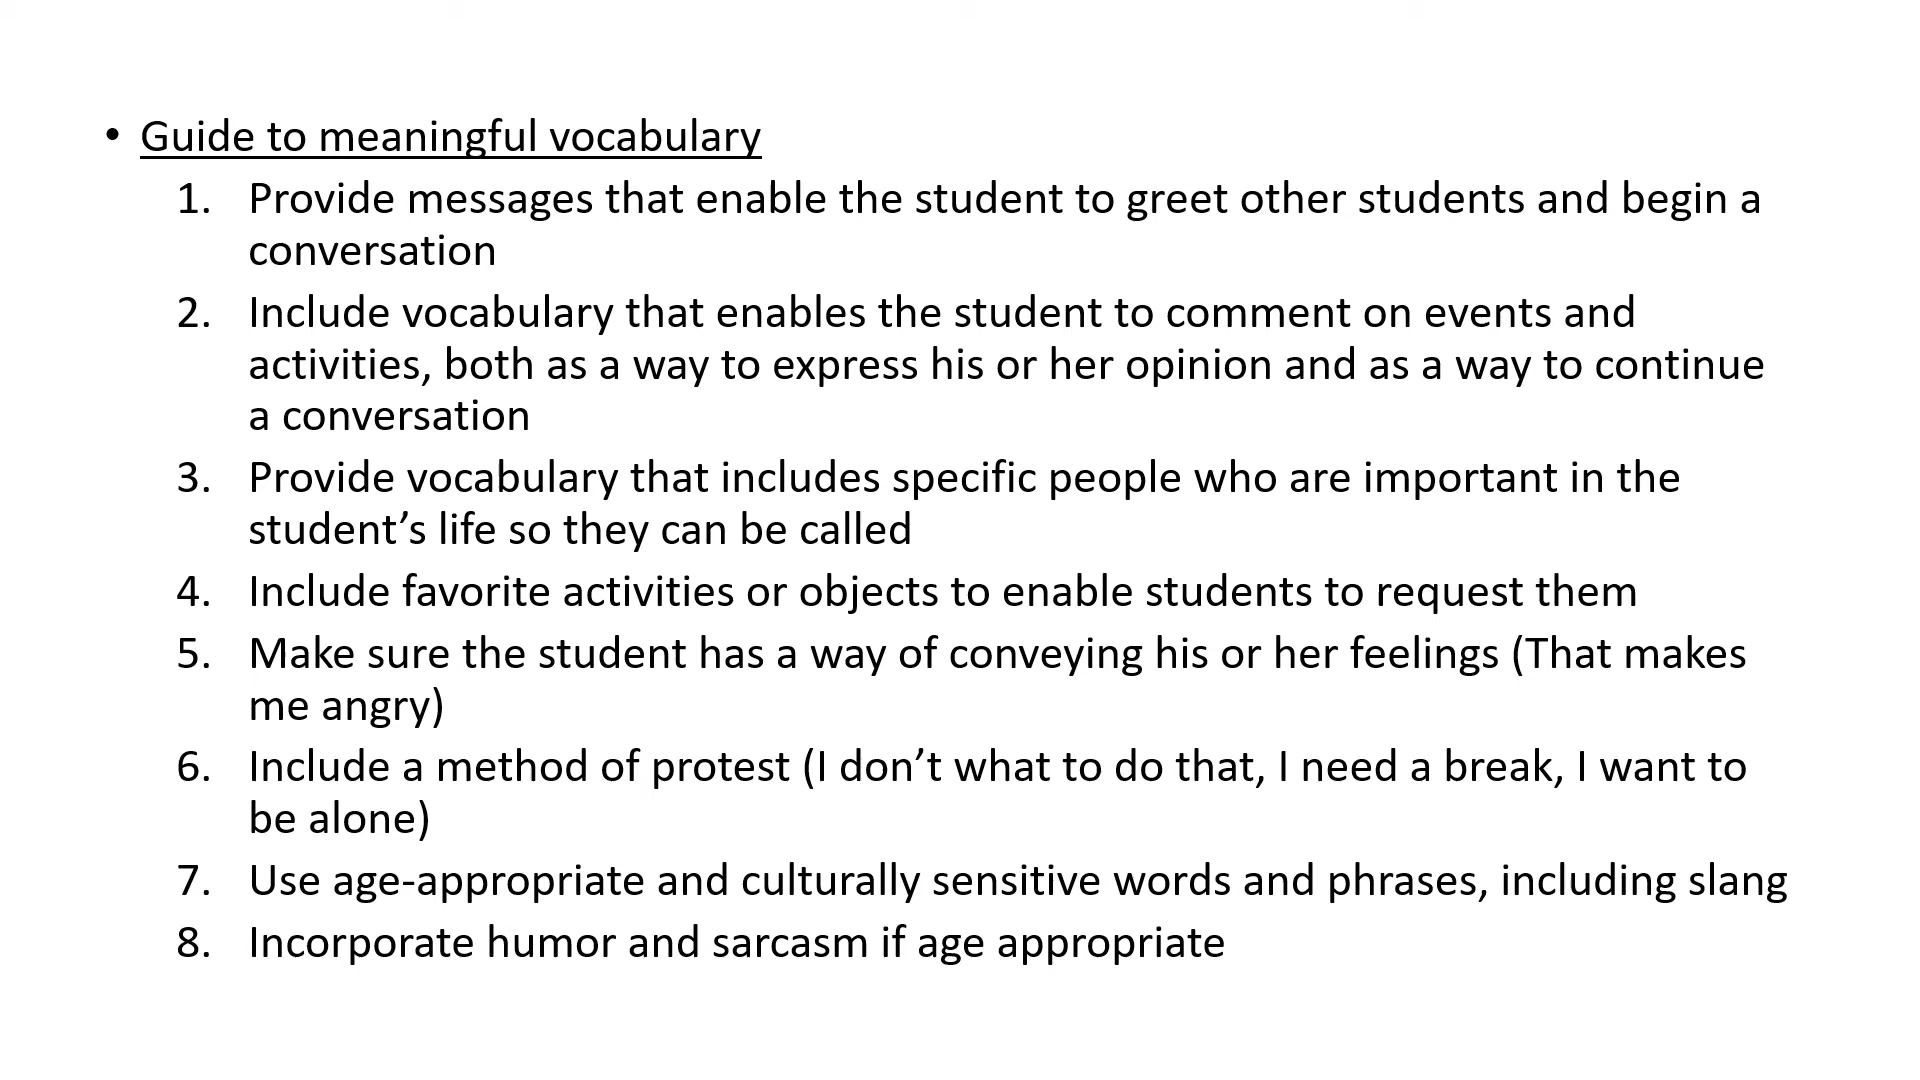 • Guide to meaningful vocabulary
1. Provide messages that enable the student to greet other students and begin a
conversation
2. Include vocabulary that enables the student to comment on events and
activities, both as a way to express his or her opinion and as a way to continue
a conversation
3. Provide vocabulary that includes specific people who are important in the
student’s life so they can be called
4. Include favorite activities or objects to enable students to request them
5. Make sure the student has a way of conveying his or her feelings (That makes
me angry)
6. Include a method of protest (I don’t what to do that, I need a break, I want to
be alone)
7. Use age-appropriate and culturally sensitive words and phrases, including slang
8. Incorporate humor and sarcasm if age appropriate